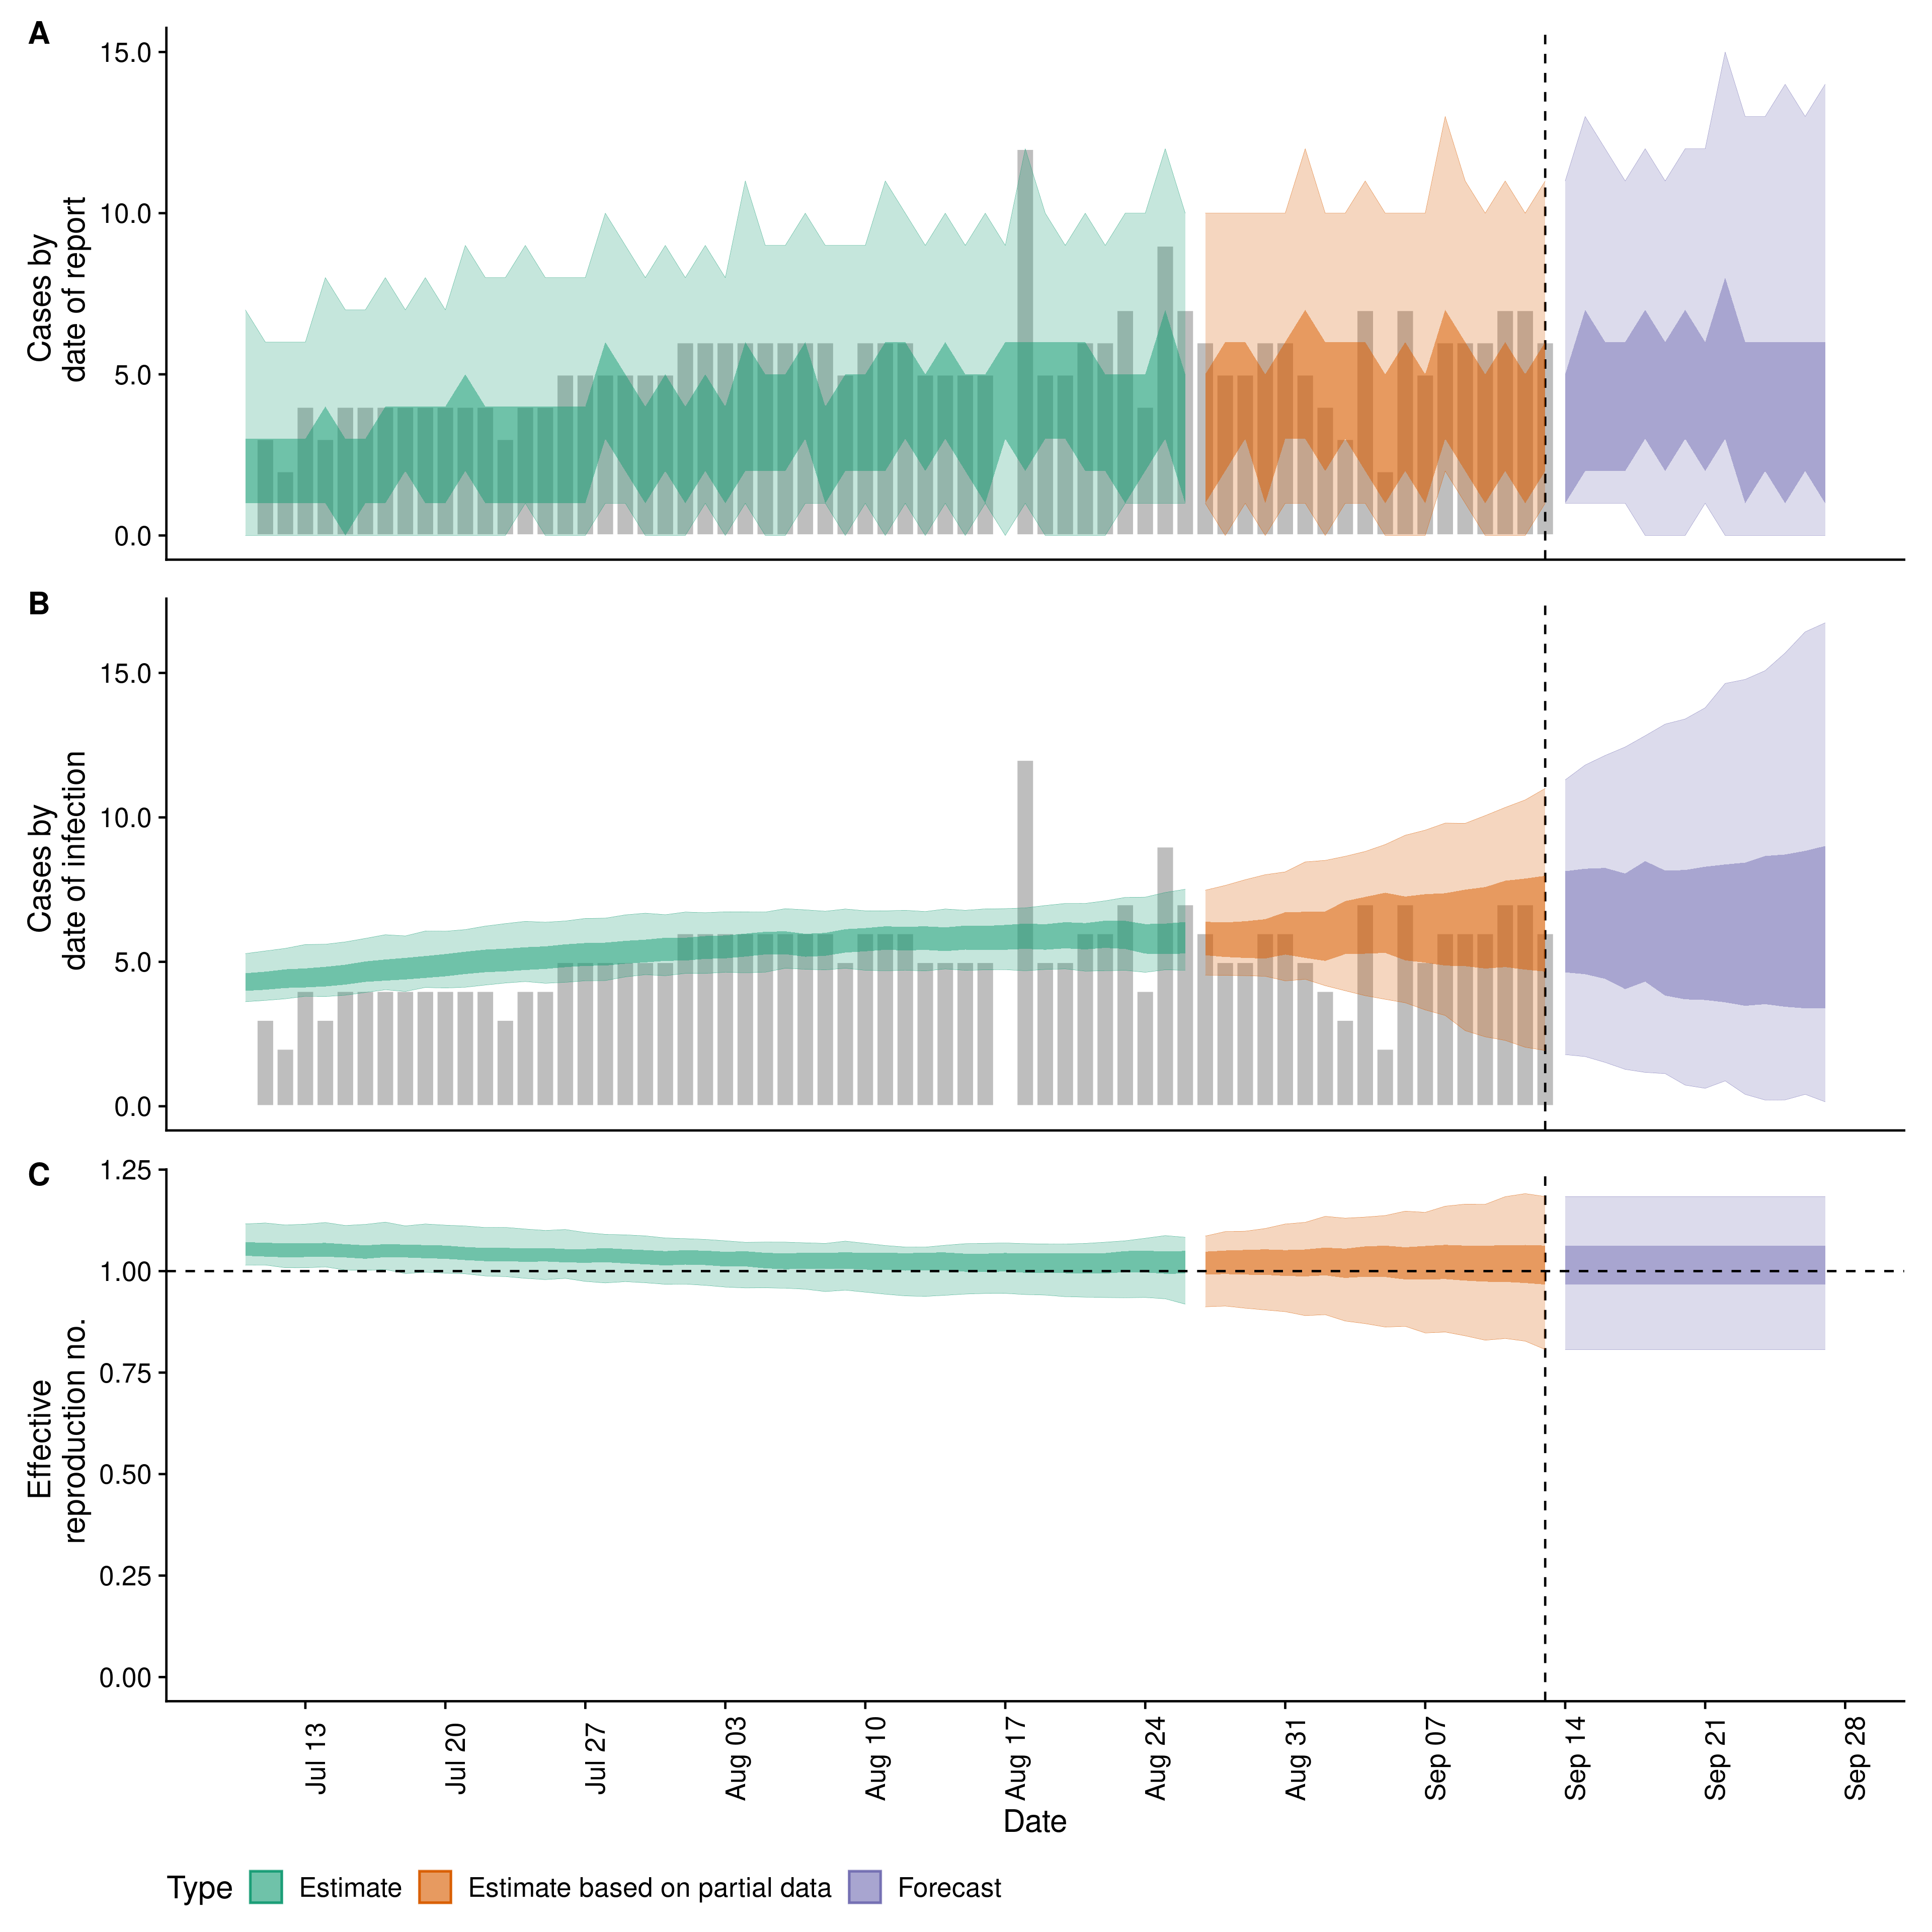 A
15.0
10.0
5.0
0.0
Cases by
date of report
B
15.0
10.0
5.0
0.0
Cases by
date of infection
C
1.25
1.00
0.75
0.50
0.25
0.00
Effective
reproduction no.
Jul 13
Jul 20
Jul 27
Aug 03
Aug 10
Aug 17
Aug 24
Aug 31
Sep 07
Sep 14
Sep 21
Sep 28
Date
Type Estimate Estimate based on partial data Forecast